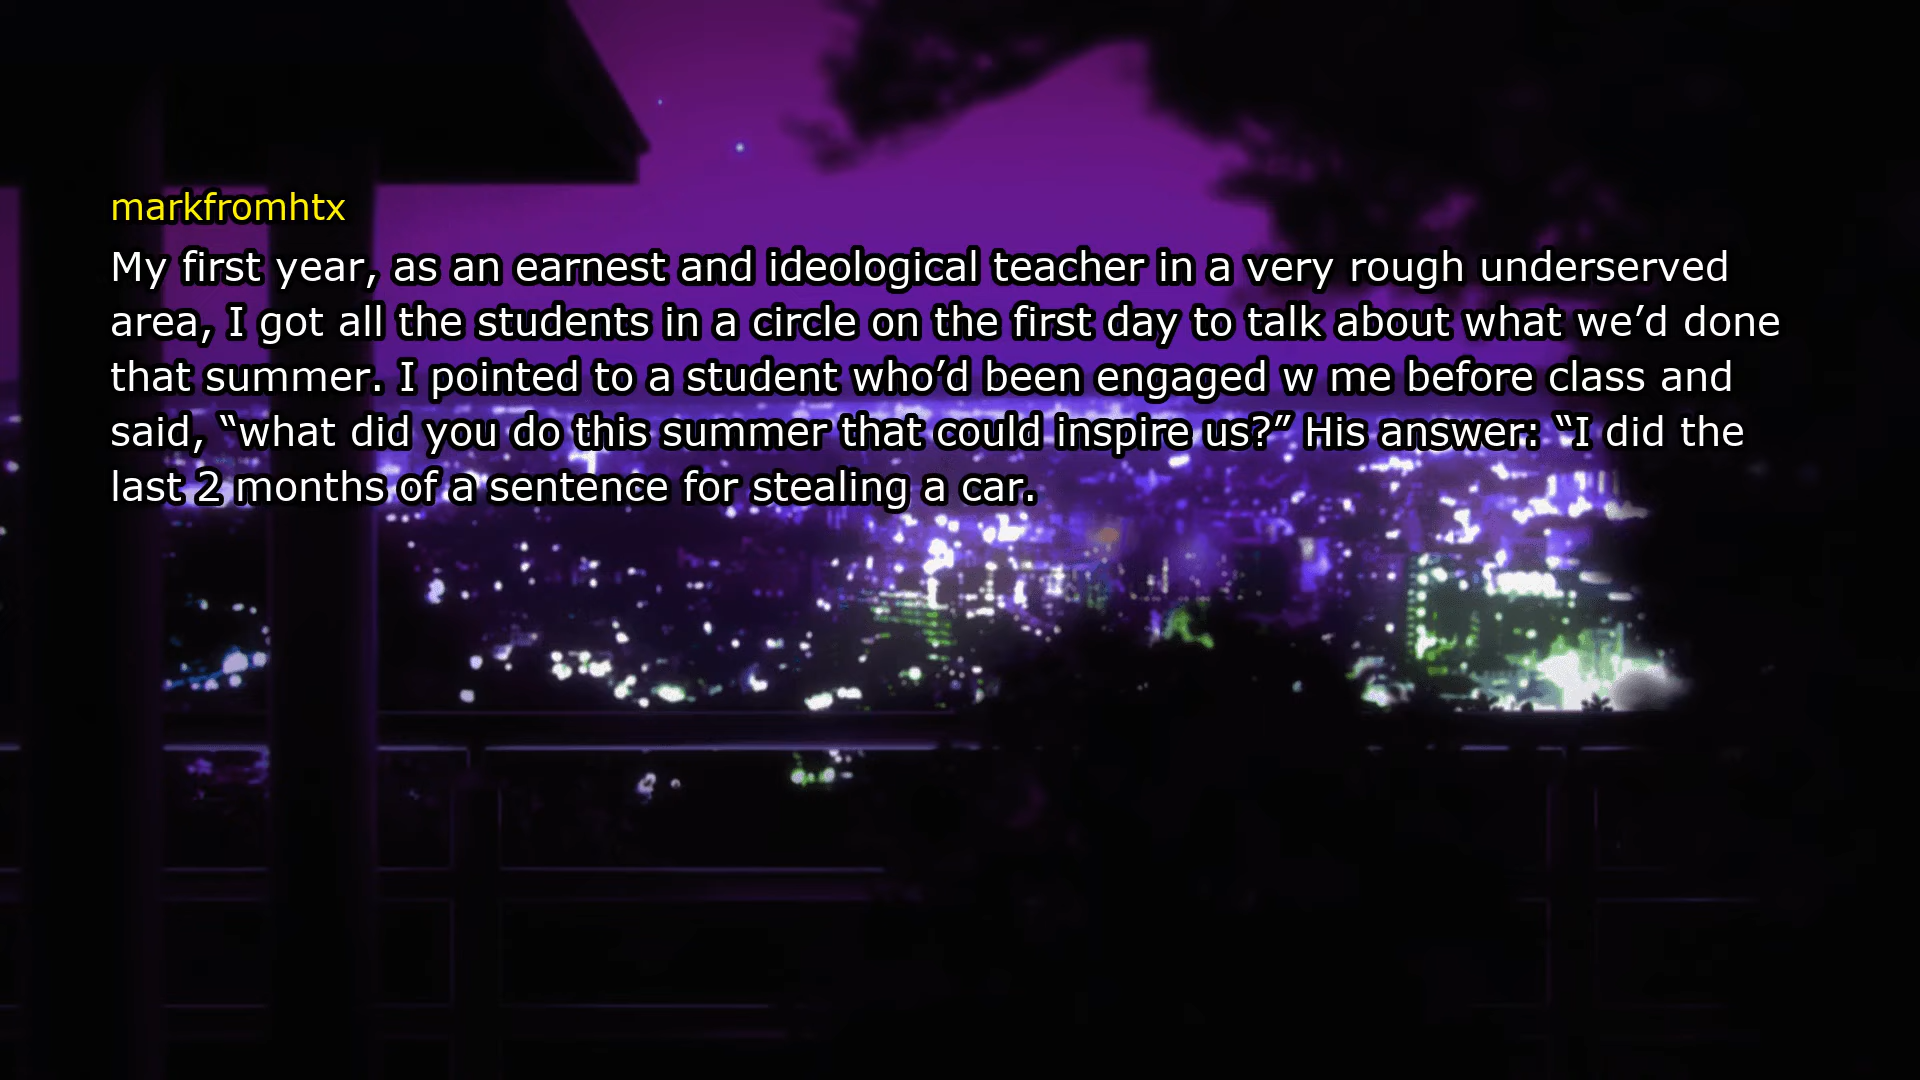 markfromhtx
My first year, as an earnest and ideological teacher in a very rough underserved
area, I got all the students in a circle on the first day to talk about what we’d done
that summer. I pointed to a student who’d been engaged w me before class and
said, “what did you do this summer that could inspire us?” His answer: “I did the
last 2 months of a sentence for stealing a car.